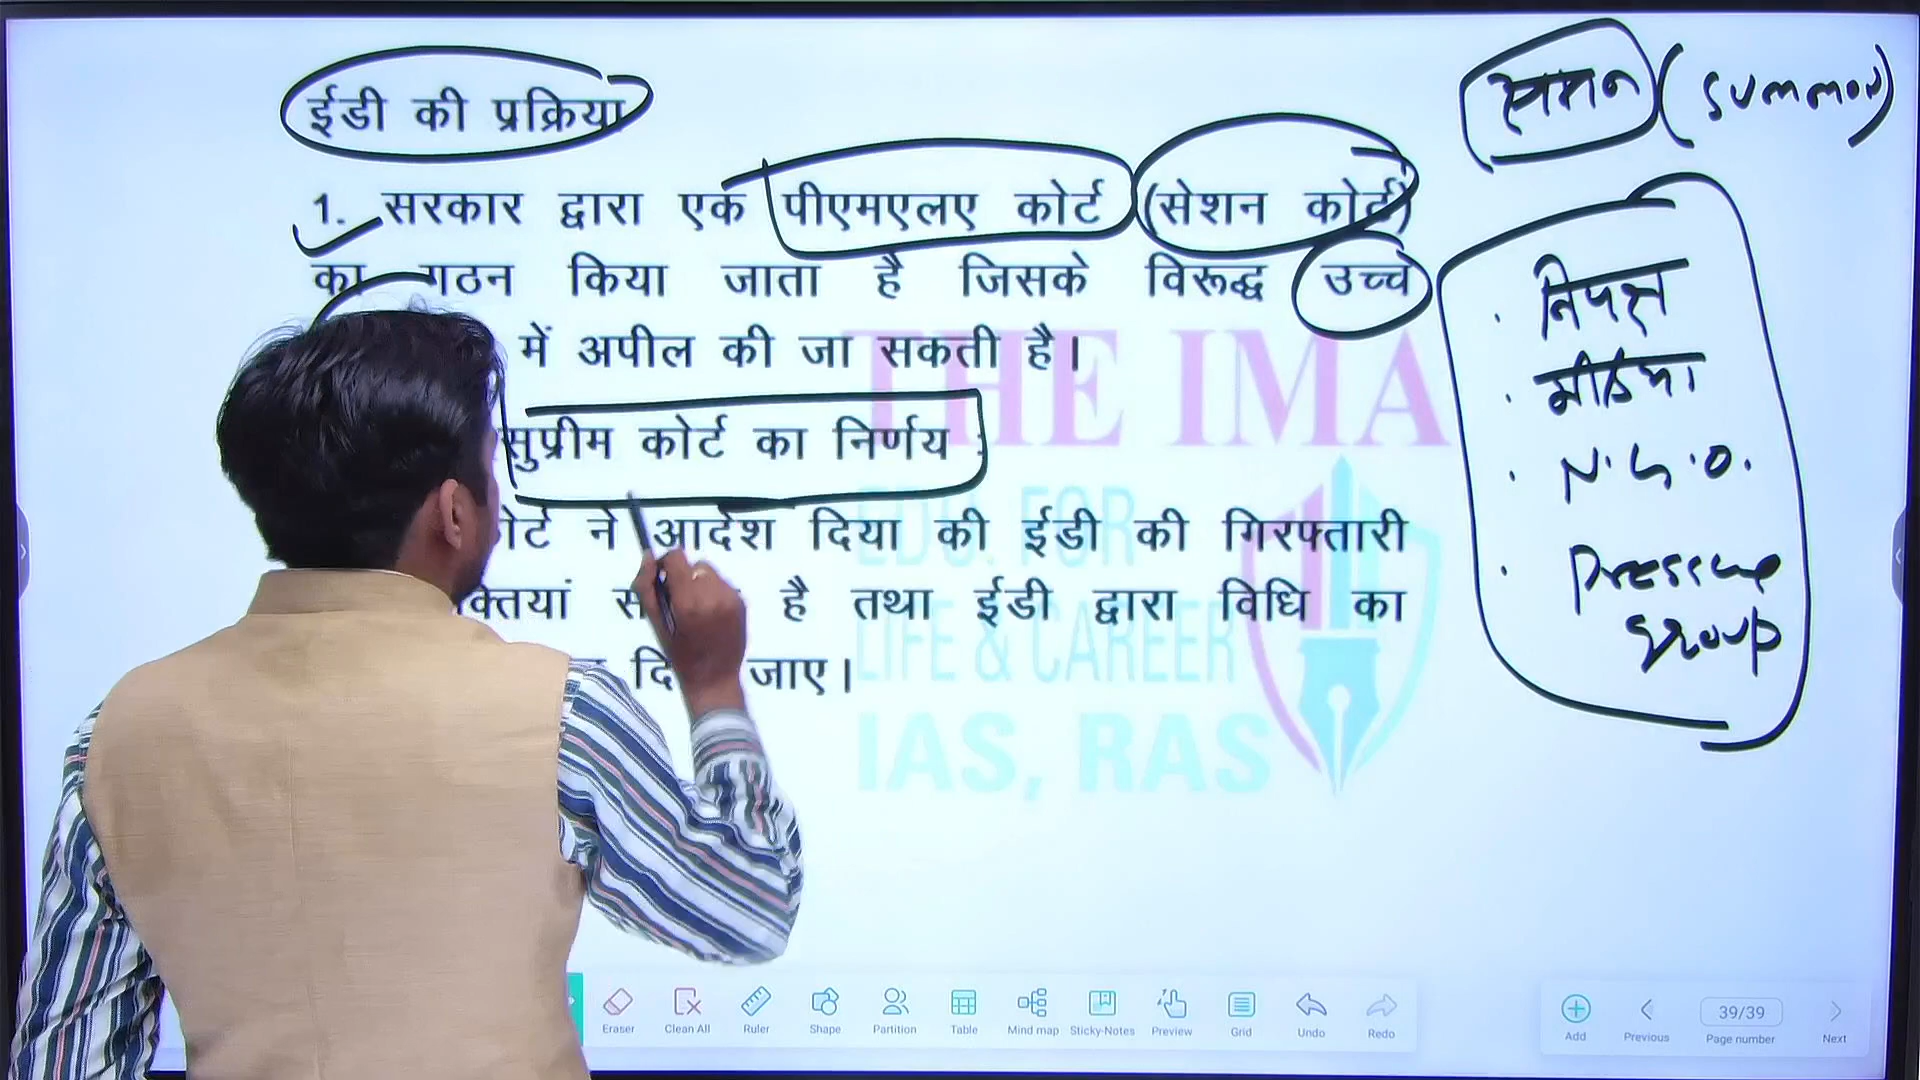 ईडी की प्रक्रिया
1. सरकार द्वारा एक पीएमएलए कोर्ट (सेशन कोर्ट)
का गठन किया जाता है जिसके विरूद्ध उच्च
में अपील की जा सकती है।
सुप्रीम कोर्ट का निर्णय :
ने आदेश दिया की ईडी की गिरफ्तारी
है तथा ईडी द्वारा विधि का
जाए।
समन (summon)
. विपक्ष
. मीडिया
. N.G.O.
. Pressure
group
THE IMA
EDU. FOR
LIFE & CAREER
IAS, RAS
Eraser
Clean All
Ruler
Shape
Partition
Table
Mind map
Sticky-Notes
Preview
Grid
Undo
Redo
Add
Previous
39/39
Page number
Next